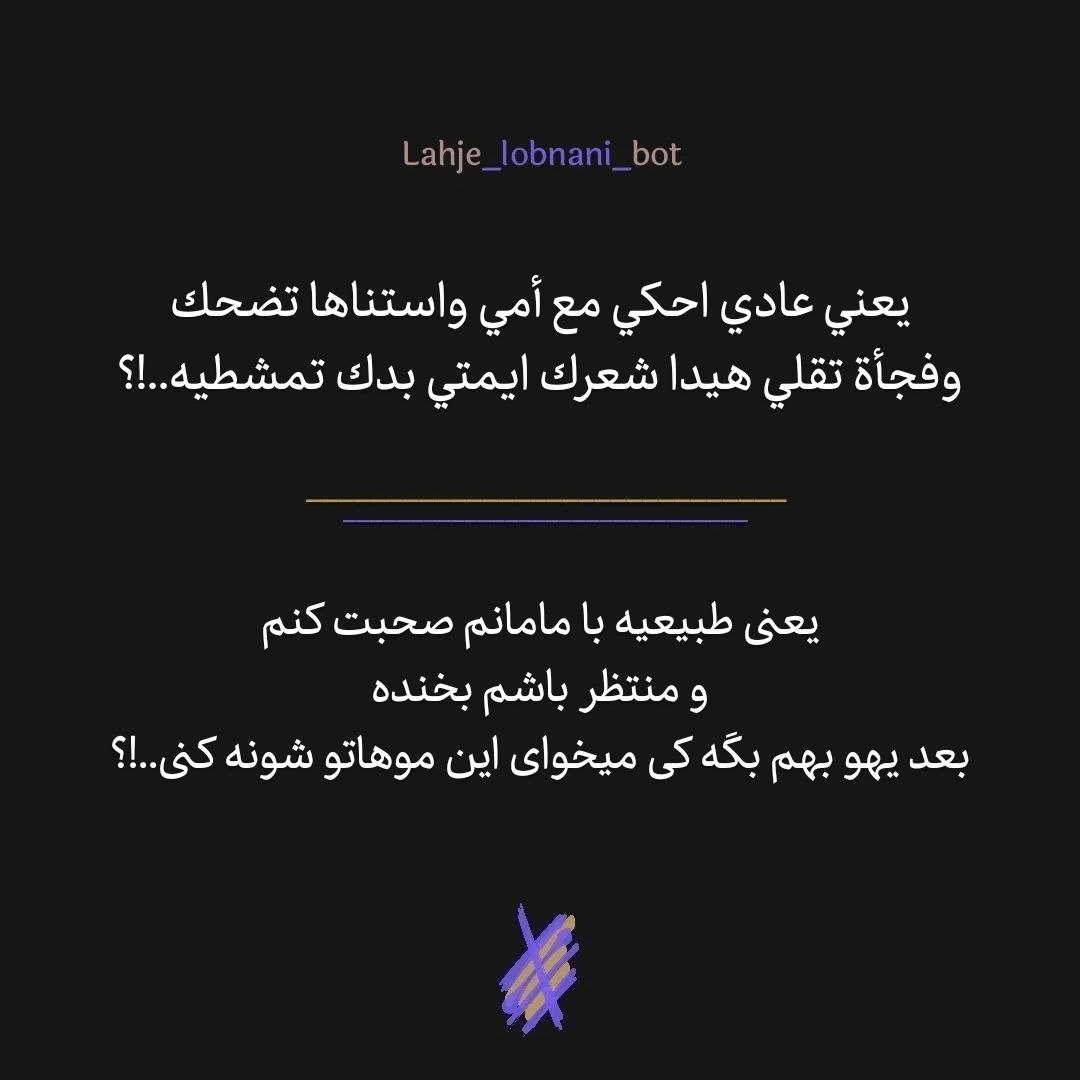 Lahje_lobnani_bot
يعني عادي احكي مع أمي واستناها تضحك
وفجأة تقلي هيدا شعرك ايمتي بدك تمشطيه..!؟
یعنی طبیعیه با مامانم صحبت کنم
و منتظر باشم بخنده
بعد یهو بهم بگه کی میخوای این موهاتو شونه کنی..!؟